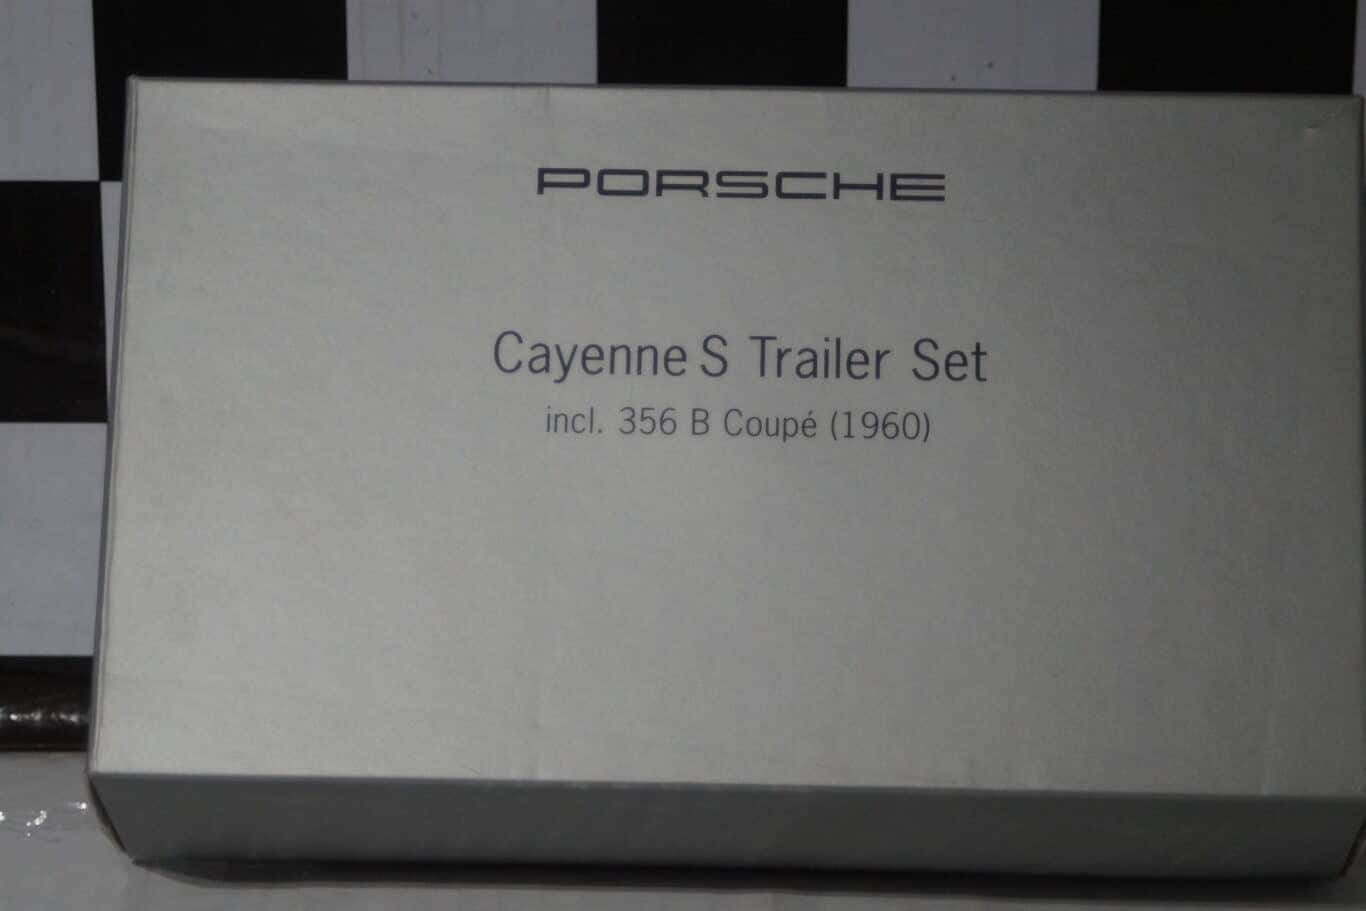 PORSCHE
Cayenne S Trailer Set
incl. 356 B Coupé (1960)